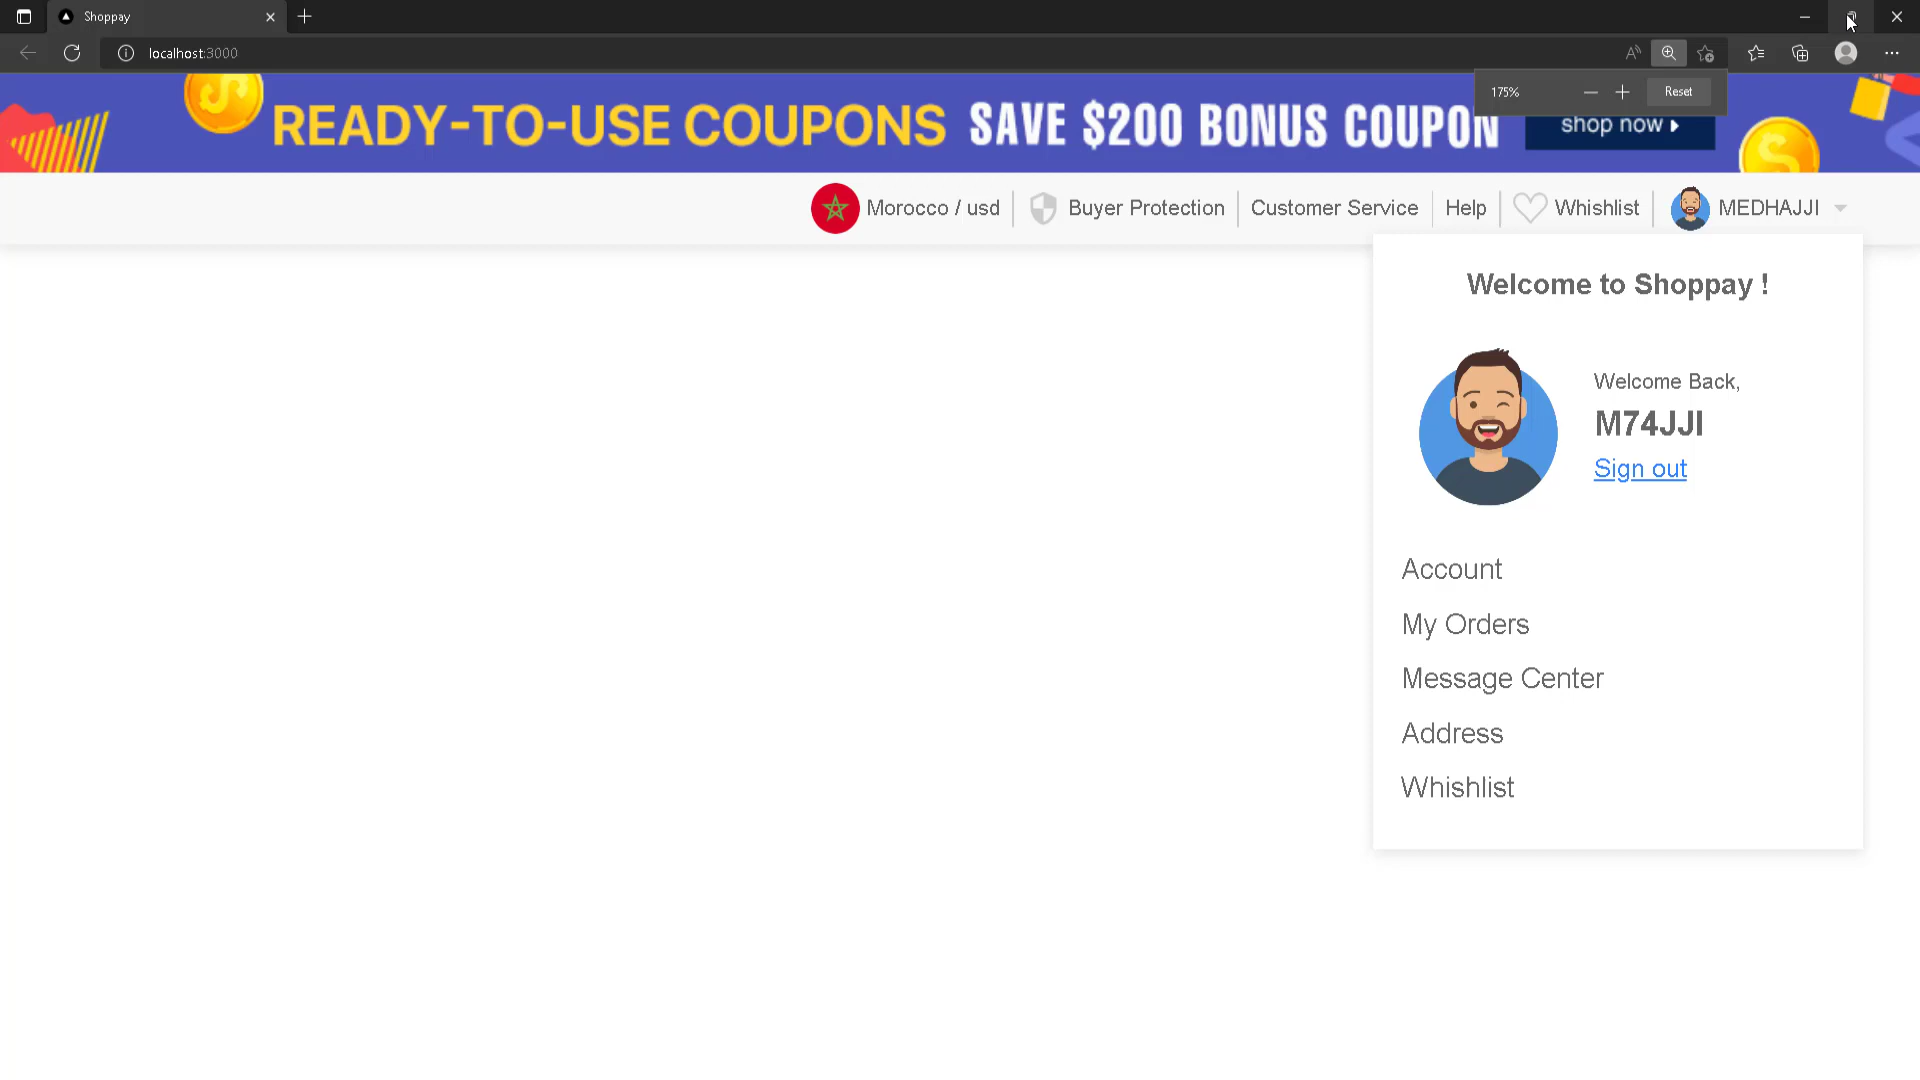 Shoppay
localhost:3000
175% Reset
READY-TO-USE COUPONS SAVE $200 BONUS COUPON shop now
Morocco / usd Buyer Protection Customer Service Help Whishlist MEDHAJJI
Welcome to Shoppay !
Welcome Back,
M74JJI
Sign out
Account
My Orders
Message Center
Address
Whishlist